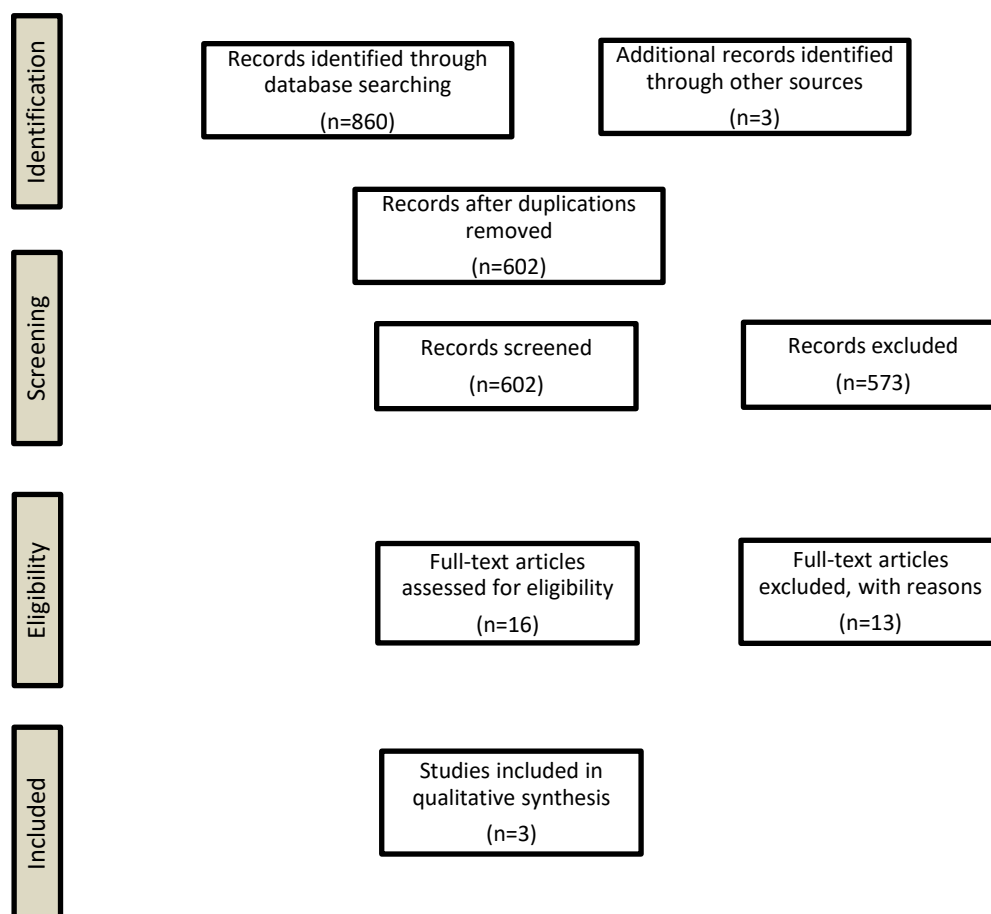 Identification
Records identified through
database searching
(n=860)
Additional records identified
through other sources
(n=3)
Records after duplications
removed
(n=602)
Screening
Records screened
(n=602)
Records excluded
(n=573)
Eligibility
Full-text articles
assessed for eligibility
(n=16)
Full-text articles
excluded, with reasons
(n=13)
Included
Studies included in
qualitative synthesis
(n=3)